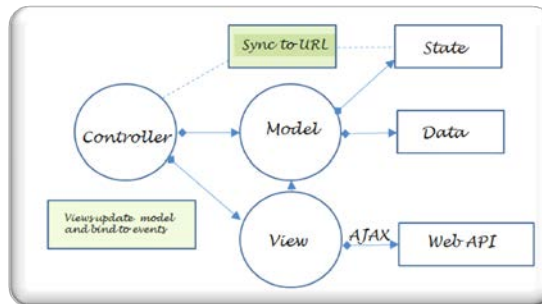 Sync to URL
State
Controller
Model
Data
Views update model
and bind to events
View
AJAX
Web API